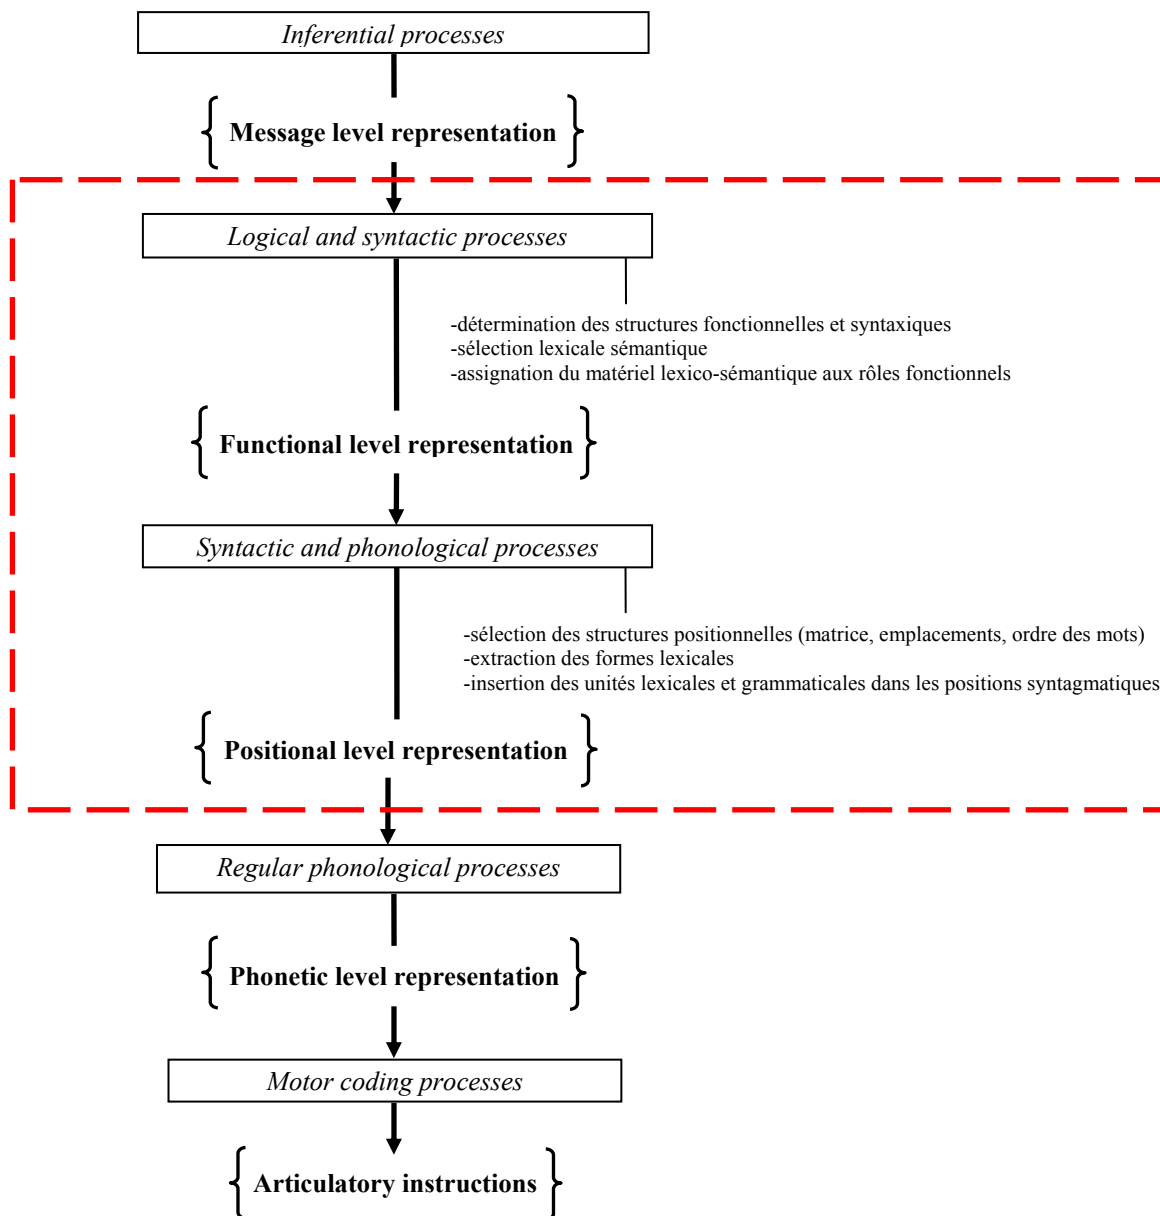 Inferential processes
Message level representation
Logical and syntactic processes
-détermination des structures fonctionnelles et syntaxiques
-sélection lexicale sémantique
-assignation du matériel lexico-sémantique aux rôles fonctionnels
Functional level representation
Syntactic and phonological processes
-sélection des structures positionnelles (matrice, emplacements, ordre des mots)
-extraction des formes lexicales
-insertion des unités lexicales et grammaticales dans les positions syntagmatiques
Positional level representation
Regular phonological processes
Phonetic level representation
Motor coding processes
Articulatory instructions